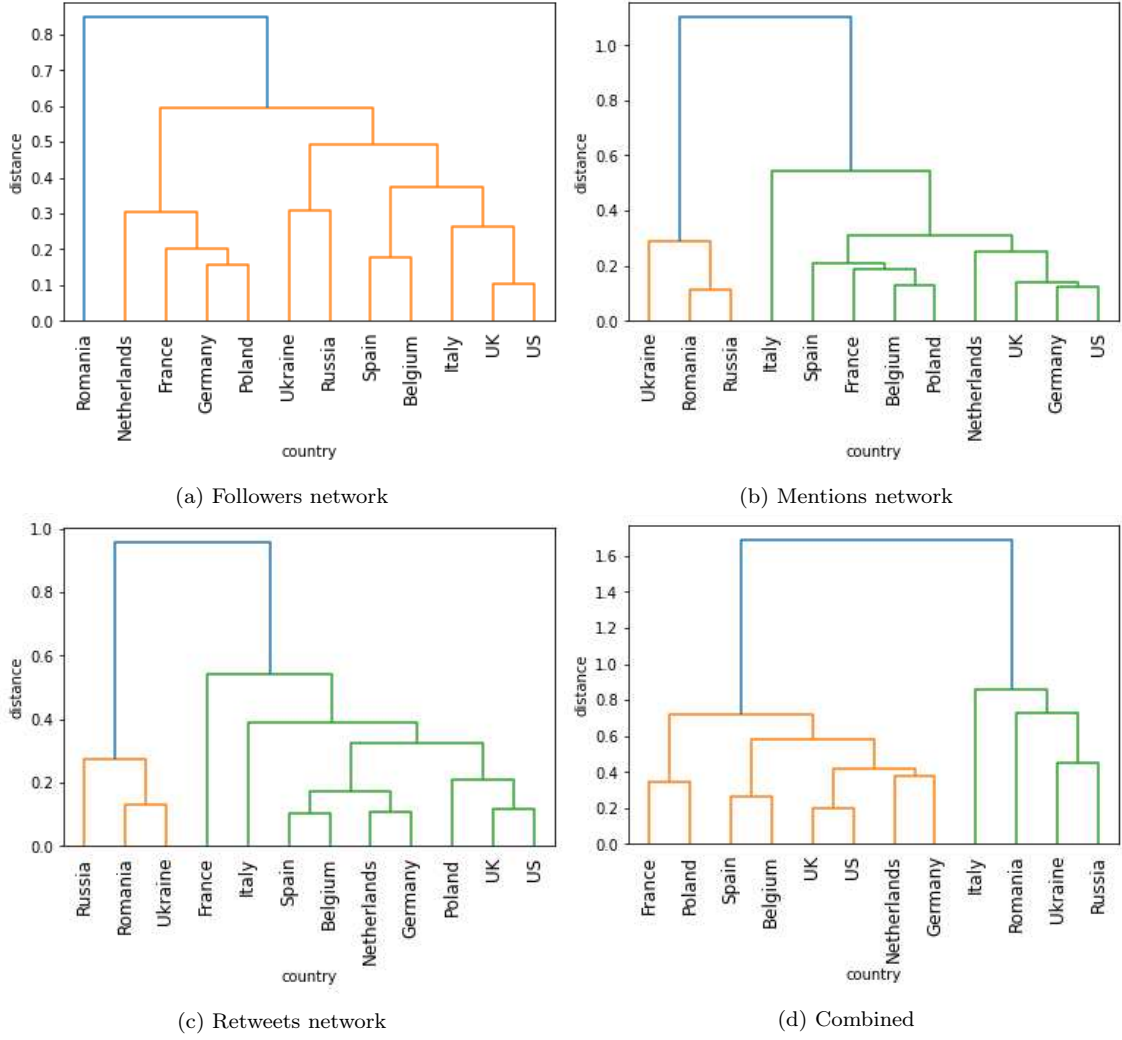 0.8
0.7
0.6
0.5
0.4
0.3
0.2
0.1
0.0
distance
Romania
Netherlands
France
Germany
Poland
Ukraine
Russia
Spain
Belgium
Italy
UK
US
country
(a) Followers network
1.0
0.8
0.6
0.4
0.2
0.0
distance
Ukraine
Romania
Russia
Italy
Spain
France
Belgium
Poland
Netherlands
UK
Germany
US
country
(b) Mentions network
1.0
0.8
0.6
0.4
0.2
0.0
distance
Russia
Romania
Ukraine
France
Italy
Spain
Belgium
Netherlands
Germany
Poland
UK
US
country
(c) Retweets network
1.6
1.4
1.2
1.0
0.8
0.6
0.4
0.2
0.0
distance
France
Poland
Spain
Belgium
UK
US
Netherlands
Germany
Italy
Romania
Ukraine
Russia
country
(d) Combined